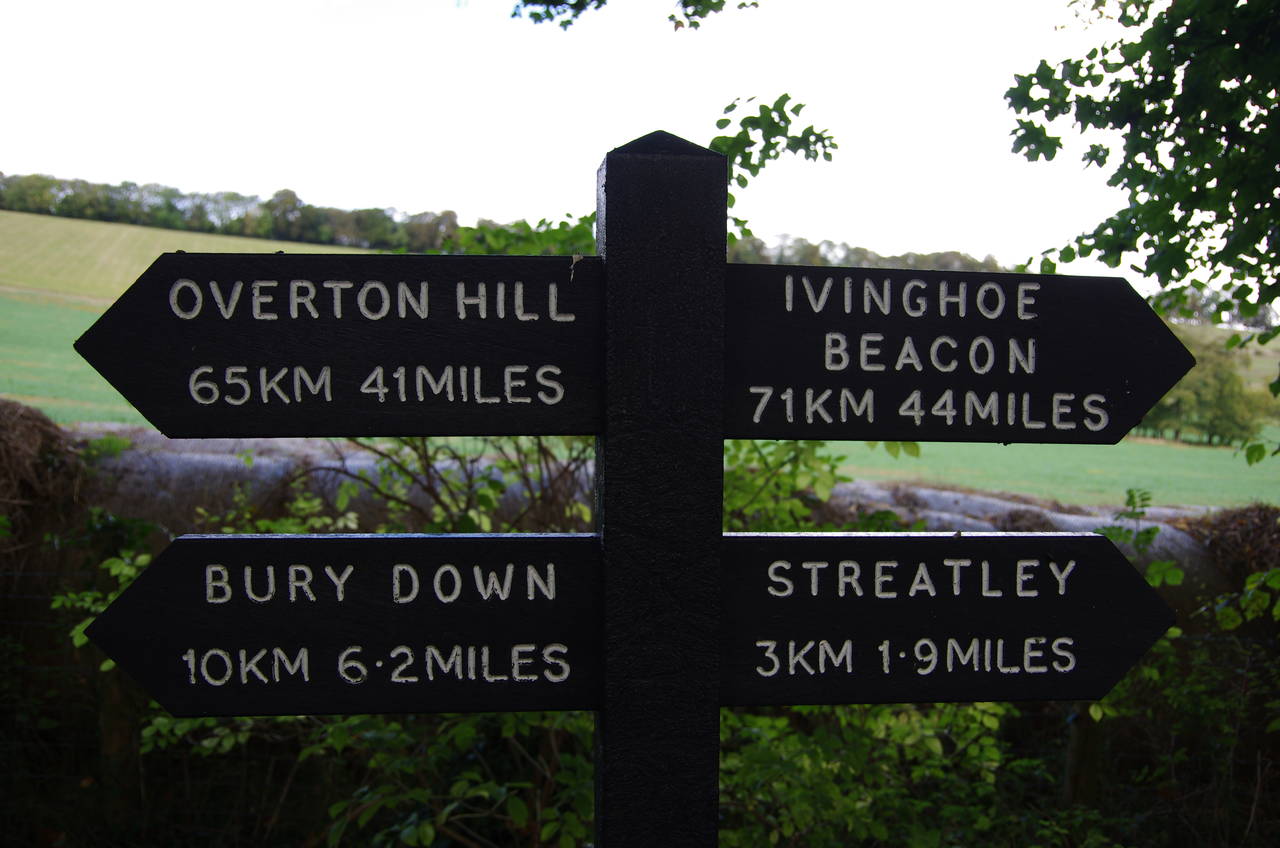 OVERTON HILL
65KM 41MILES
IVINGHOE
BEACON
71KM 44MILES
BURY DOWN
10KM 6·2MILES
STREATLEY
3KM 1·9MILES